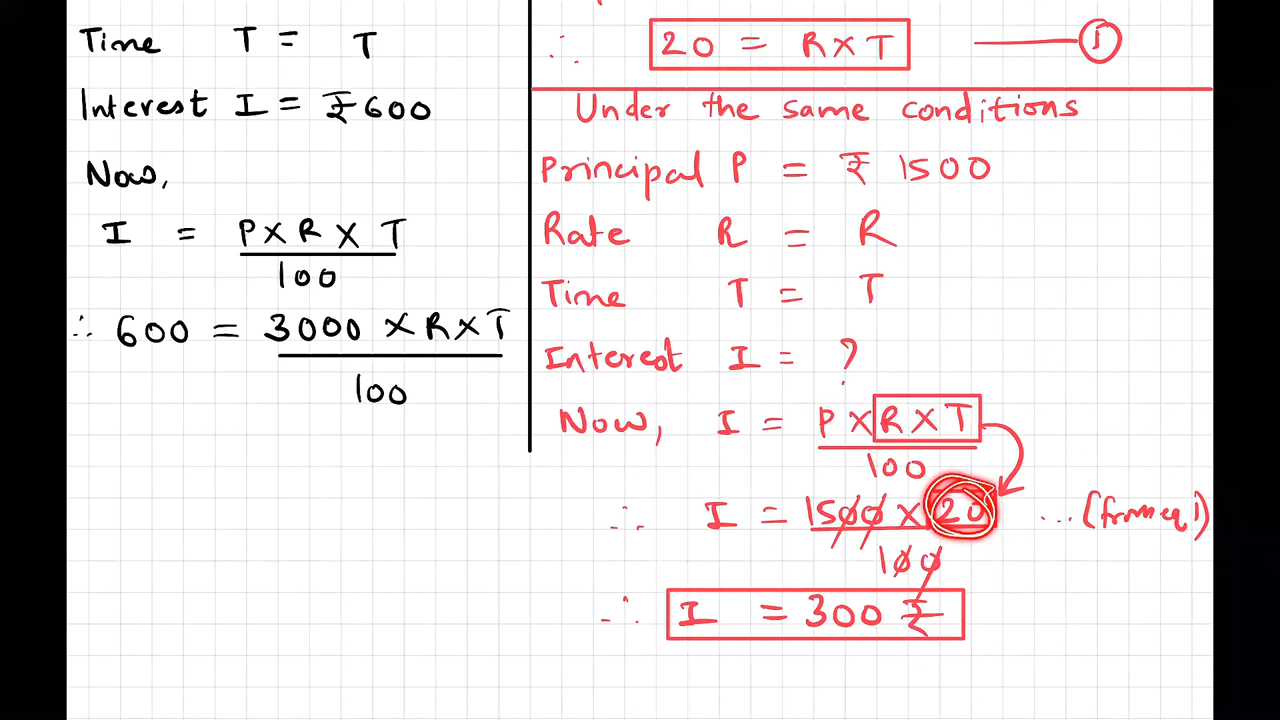 Time T = T
Interest I = ₹600
Now,
I = P × R × T
100
∴ 600 = 3000 × R × T
100
∴ 20 = R × T ——— 1
Under the same conditions
Principal P = ₹ 1500
Rate R = R
Time T = T
Interest I = ?
Now, I = P × R × T
100
∴ I = 1500 × 20 ... (from eq 1)
100
∴ I = 300 ₹